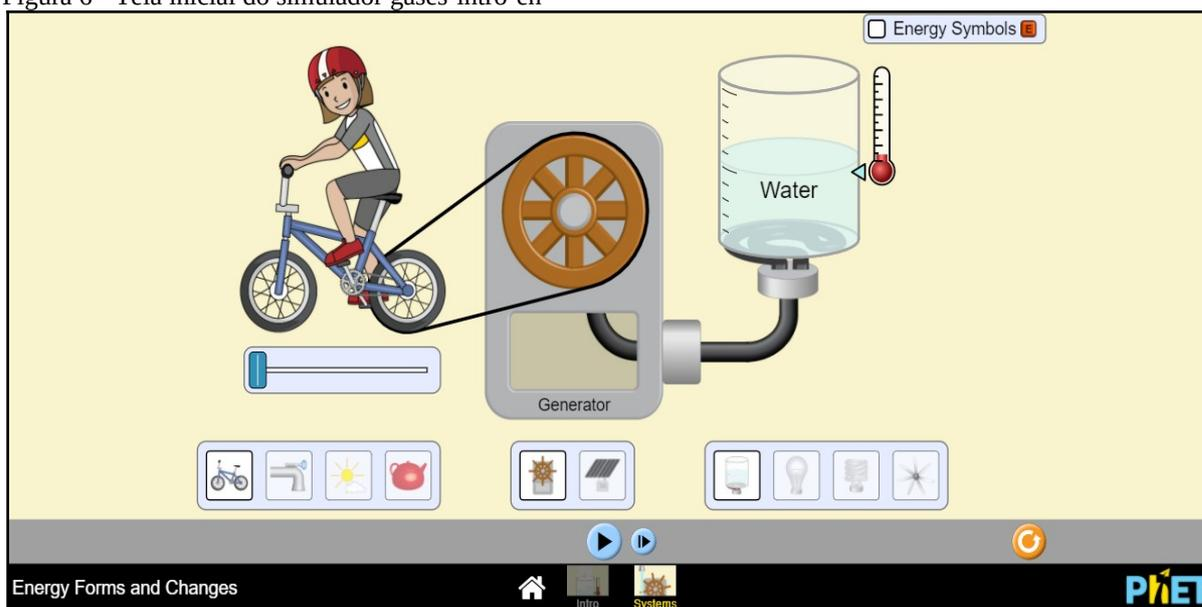 Figura 6 - Tela inicial do simulador gases-intro-en
Energy Symbols E
Water
Generator
Energy Forms and Changes
Intro
Systems
PhET